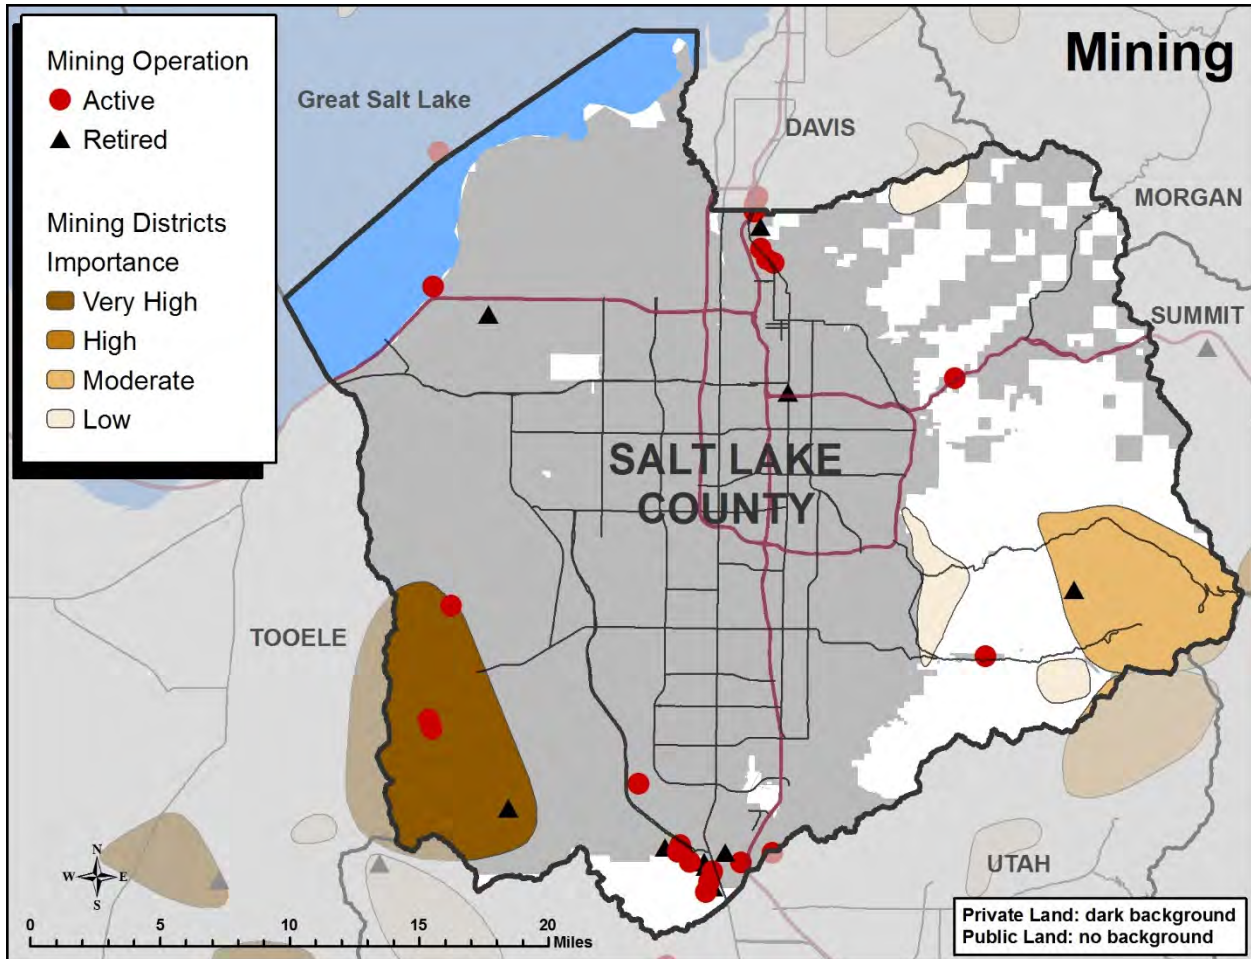 Mining
Mining Operation
Active
Retired
Mining Districts
Importance
Very High
High
Moderate
Low
Great Salt Lake
DAVIS
MORGAN
SUMMIT
SALT LAKE
COUNTY
TOOELE
UTAH
N
W E
S
0 5 10 15 20
Miles
Private Land: dark background
Public Land: no background